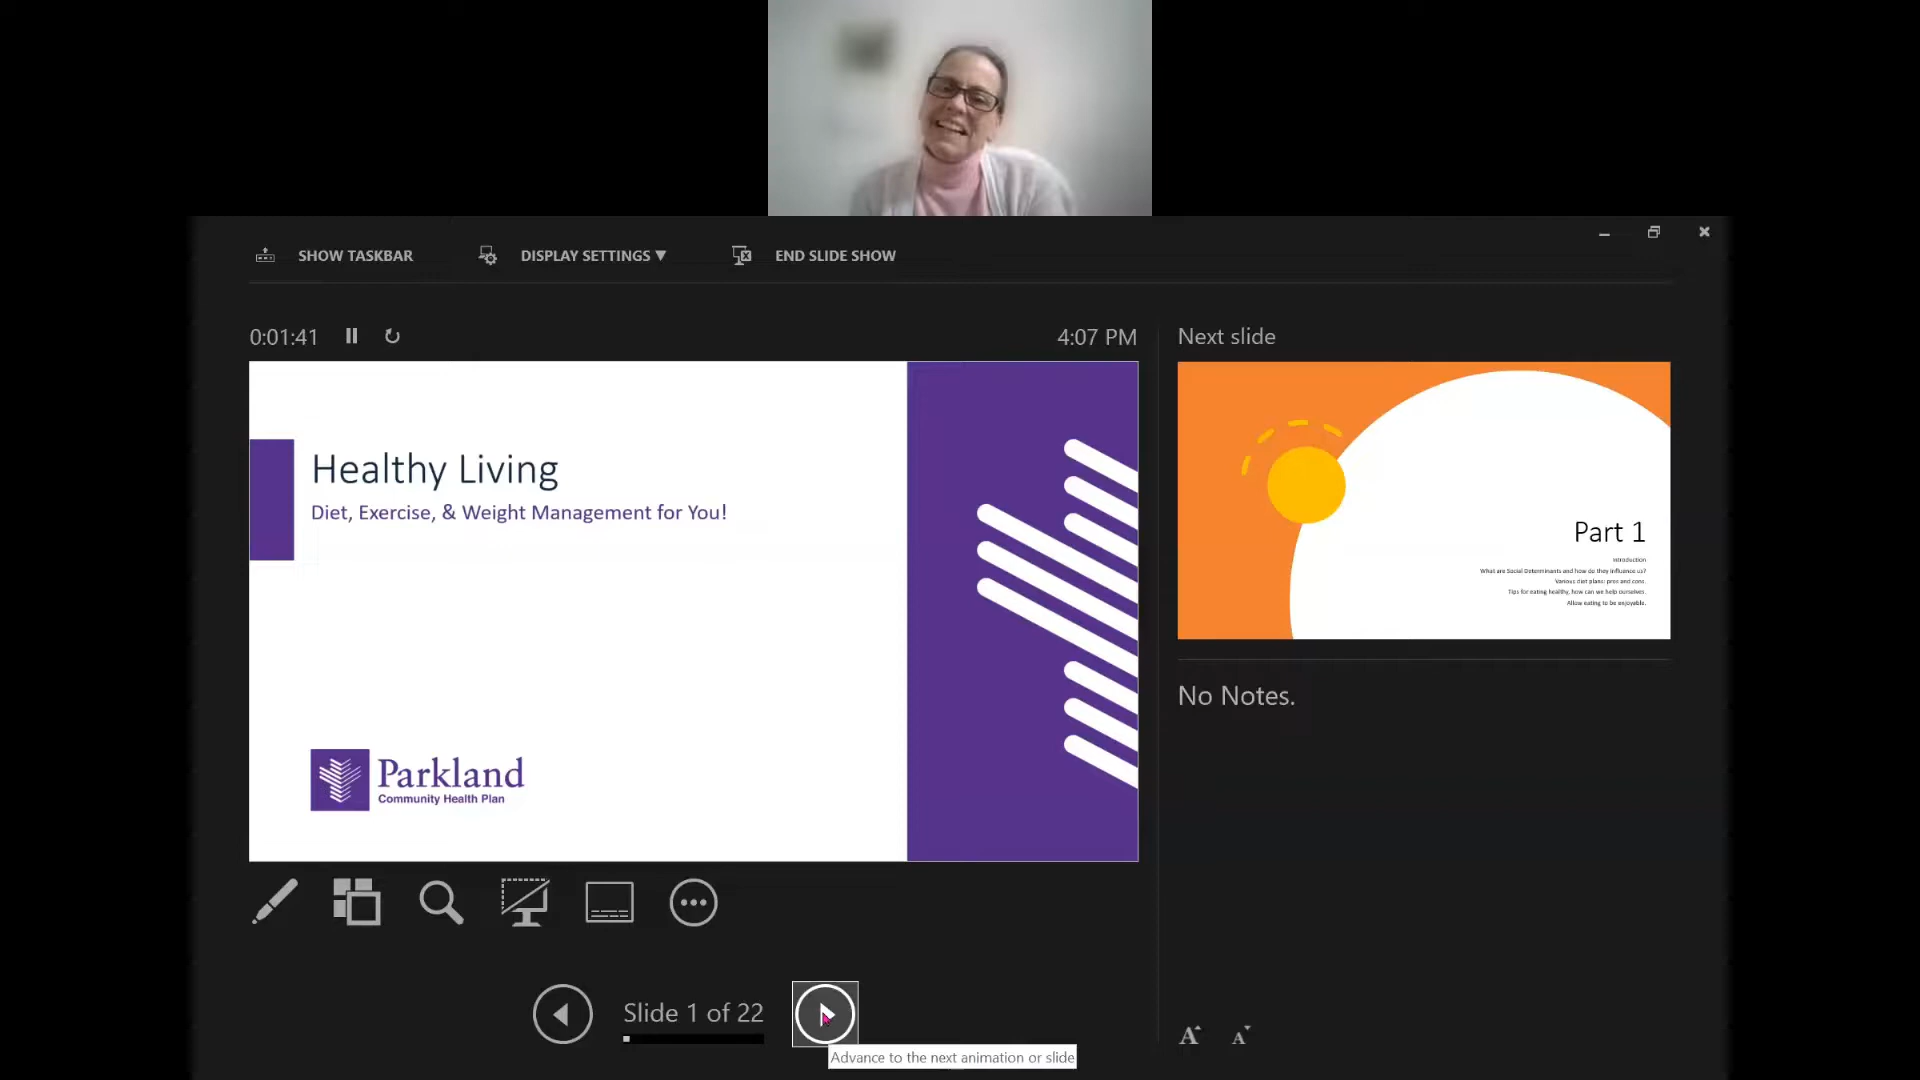 SHOW TASKBAR
DISPLAY SETTINGS ▼
END SLIDE SHOW
0:01:41
4:07 PM
Next slide
Healthy Living
Diet, Exercise, & Weight Management for You!
Parkland
Community Health Plan
Part 1
Introduction
What are Social Determinants and how do they influence us?
Various diet plans: pros and cons.
Tips for eating healthy, how can we help ourselves.
Allow eating to be enjoyable.
No Notes.
Slide 1 of 22
A A
Advance to the next animation or slide